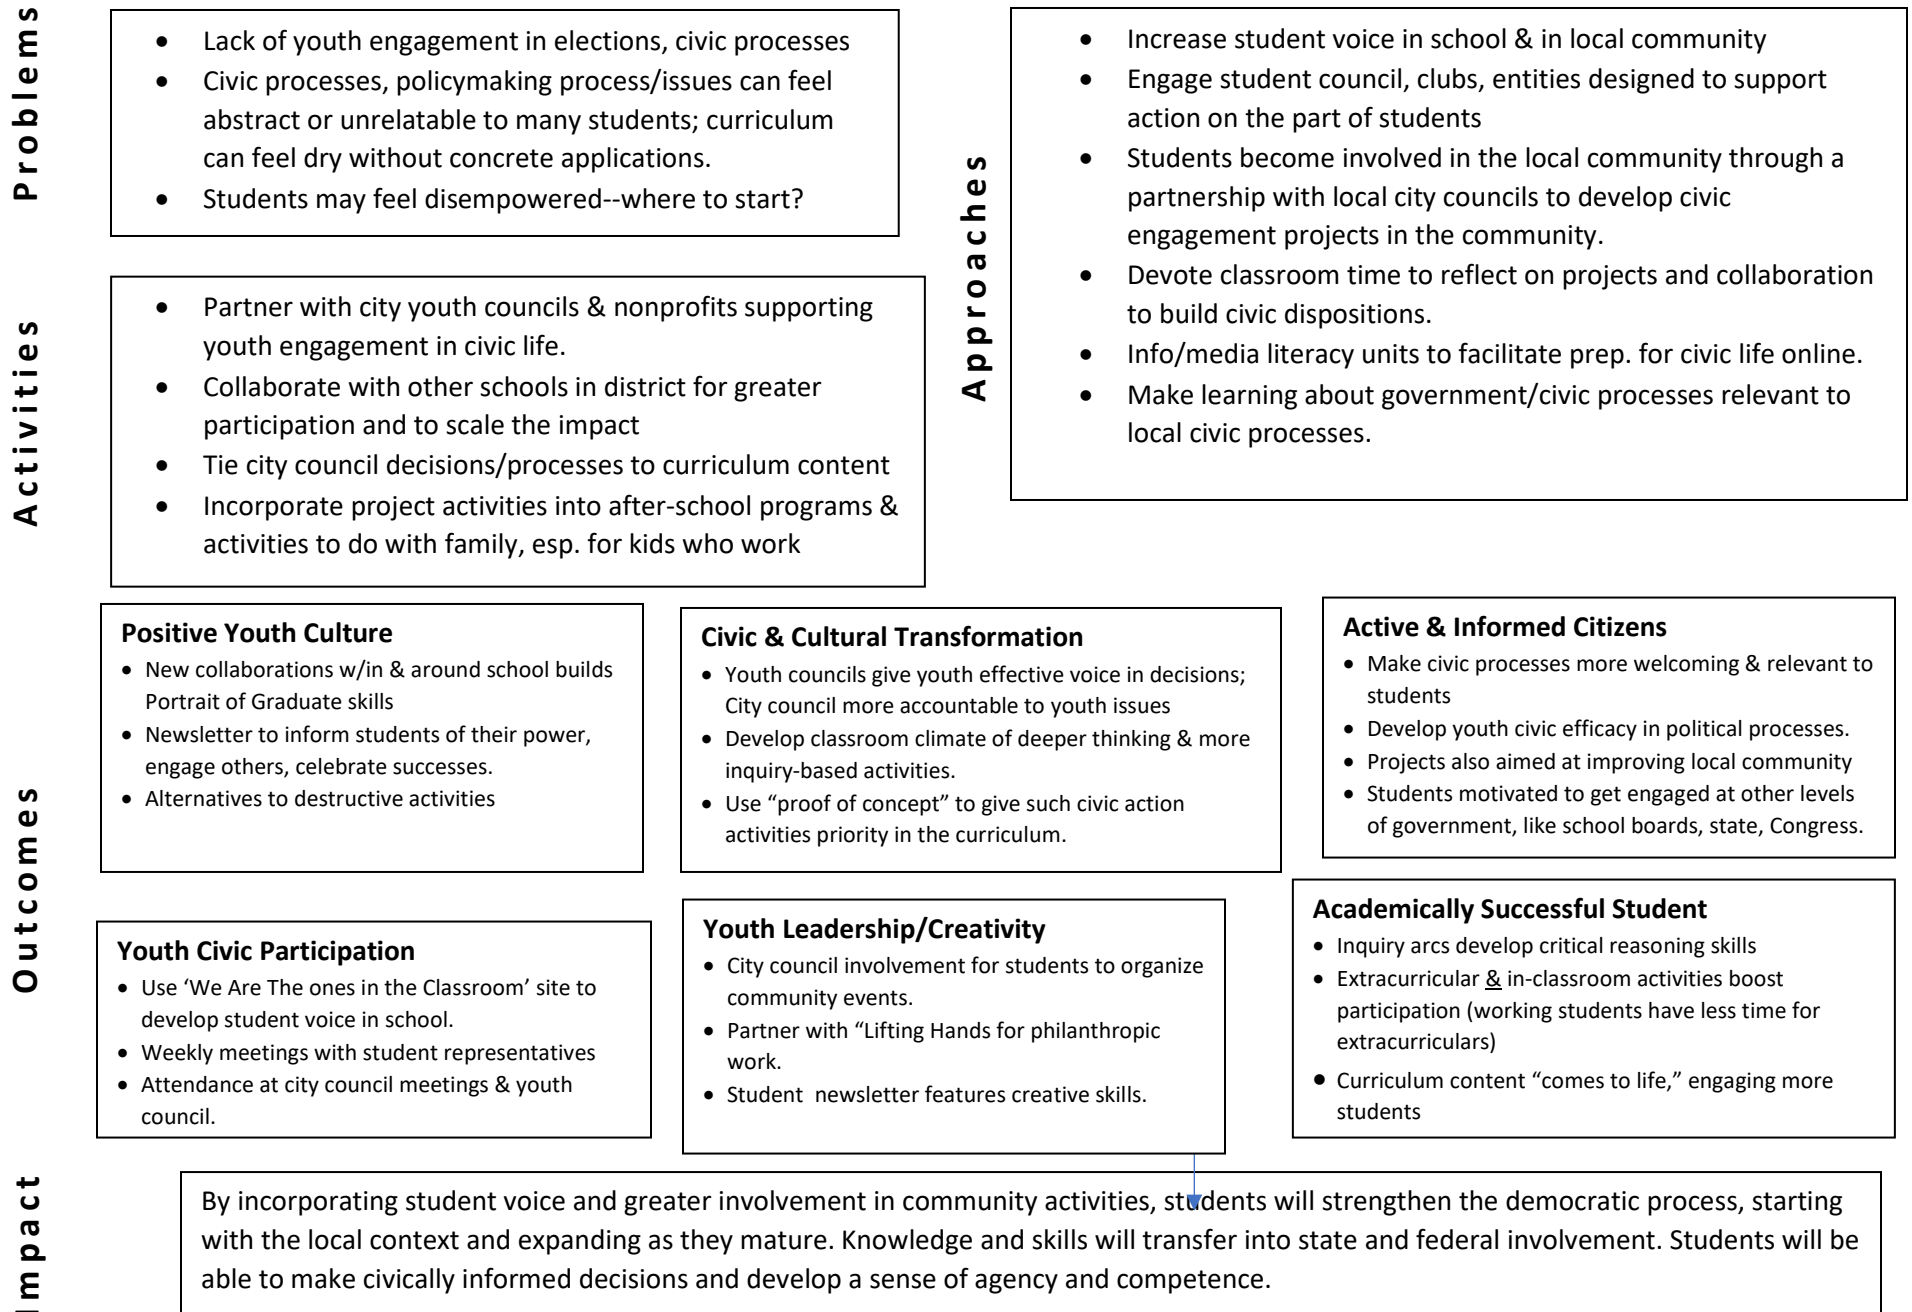 Problems
• Lack of youth engagement in elections, civic processes
• Civic processes, policymaking process/issues can feel
abstract or unrelatable to many students; curriculum
can feel dry without concrete applications.
• Students may feel disempowered--where to start?
Approaches
• Increase student voice in school & in local community
• Engage student council, clubs, entities designed to support
action on the part of students
• Students become involved in the local community through a
partnership with local city councils to develop civic
engagement projects in the community.
• Devote classroom time to reflect on projects and collaboration
to build civic dispositions.
• Info/media literacy units to facilitate prep. for civic life online.
• Make learning about government/civic processes relevant to
local civic processes.
Activities
• Partner with city youth councils & nonprofits supporting
youth engagement in civic life.
• Collaborate with other schools in district for greater
participation and to scale the impact
• Tie city council decisions/processes to curriculum content
• Incorporate project activities into after-school programs &
activities to do with family, esp. for kids who work
Outcomes
Positive Youth Culture
• New collaborations w/in & around school builds
Portrait of Graduate skills
• Newsletter to inform students of their power,
engage others, celebrate successes.
• Alternatives to destructive activities
Civic & Cultural Transformation
• Youth councils give youth effective voice in decisions;
City council more accountable to youth issues
• Develop classroom climate of deeper thinking & more
inquiry-based activities.
• Use “proof of concept” to give such civic action
activities priority in the curriculum.
Active & Informed Citizens
• Make civic processes more welcoming & relevant to
students
• Develop youth civic efficacy in political processes.
• Projects also aimed at improving local community
• Students motivated to get engaged at other levels
of government, like school boards, state, Congress.
Youth Civic Participation
• Use ‘We Are The ones in the Classroom’ site to
develop student voice in school.
• Weekly meetings with student representatives
• Attendance at city council meetings & youth
council.
Youth Leadership/Creativity
• City council involvement for students to organize
community events.
• Partner with “Lifting Hands for philanthropic
work.
• Student  newsletter features creative skills.
Academically Successful Student
• Inquiry arcs develop critical reasoning skills
• Extracurricular & in-classroom activities boost
participation (working students have less time for
extracurriculars)
• Curriculum content “comes to life,” engaging more
students
Impact
By incorporating student voice and greater involvement in community activities, students will strengthen the democratic process, starting
with the local context and expanding as they mature. Knowledge and skills will transfer into state and federal involvement. Students will be
able to make civically informed decisions and develop a sense of agency and competence.